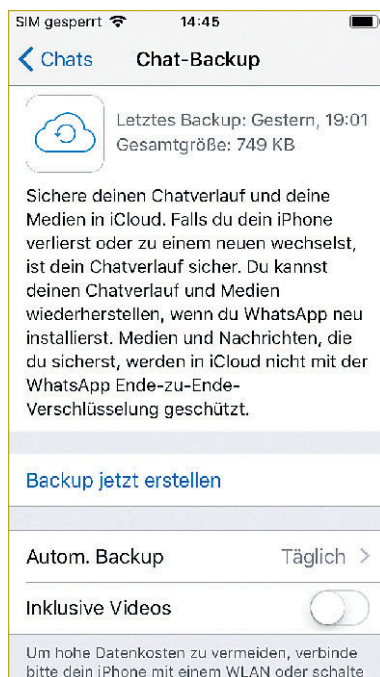 SIM gesperrt 14:45
Chats Chat-Backup
Letztes Backup: Gestern, 19:01
Gesamtgröße: 749 KB
Sichere deinen Chatverlauf und deine
Medien in iCloud. Falls du dein iPhone
verlierst oder zu einem neuen wechselst,
ist dein Chatverlauf sicher. Du kannst
deinen Chatverlauf und Medien
wiederherstellen, wenn du WhatsApp neu
installierst. Medien und Nachrichten, die
du sicherst, werden in iCloud nicht mit der
WhatsApp Ende-zu-Ende-
Verschlüsselung geschützt.
Backup jetzt erstellen
Autom. Backup Täglich
Inklusive Videos
Um hohe Datenkosten zu vermeiden, verbinde
bitte dein iPhone mit einem WLAN oder schalte